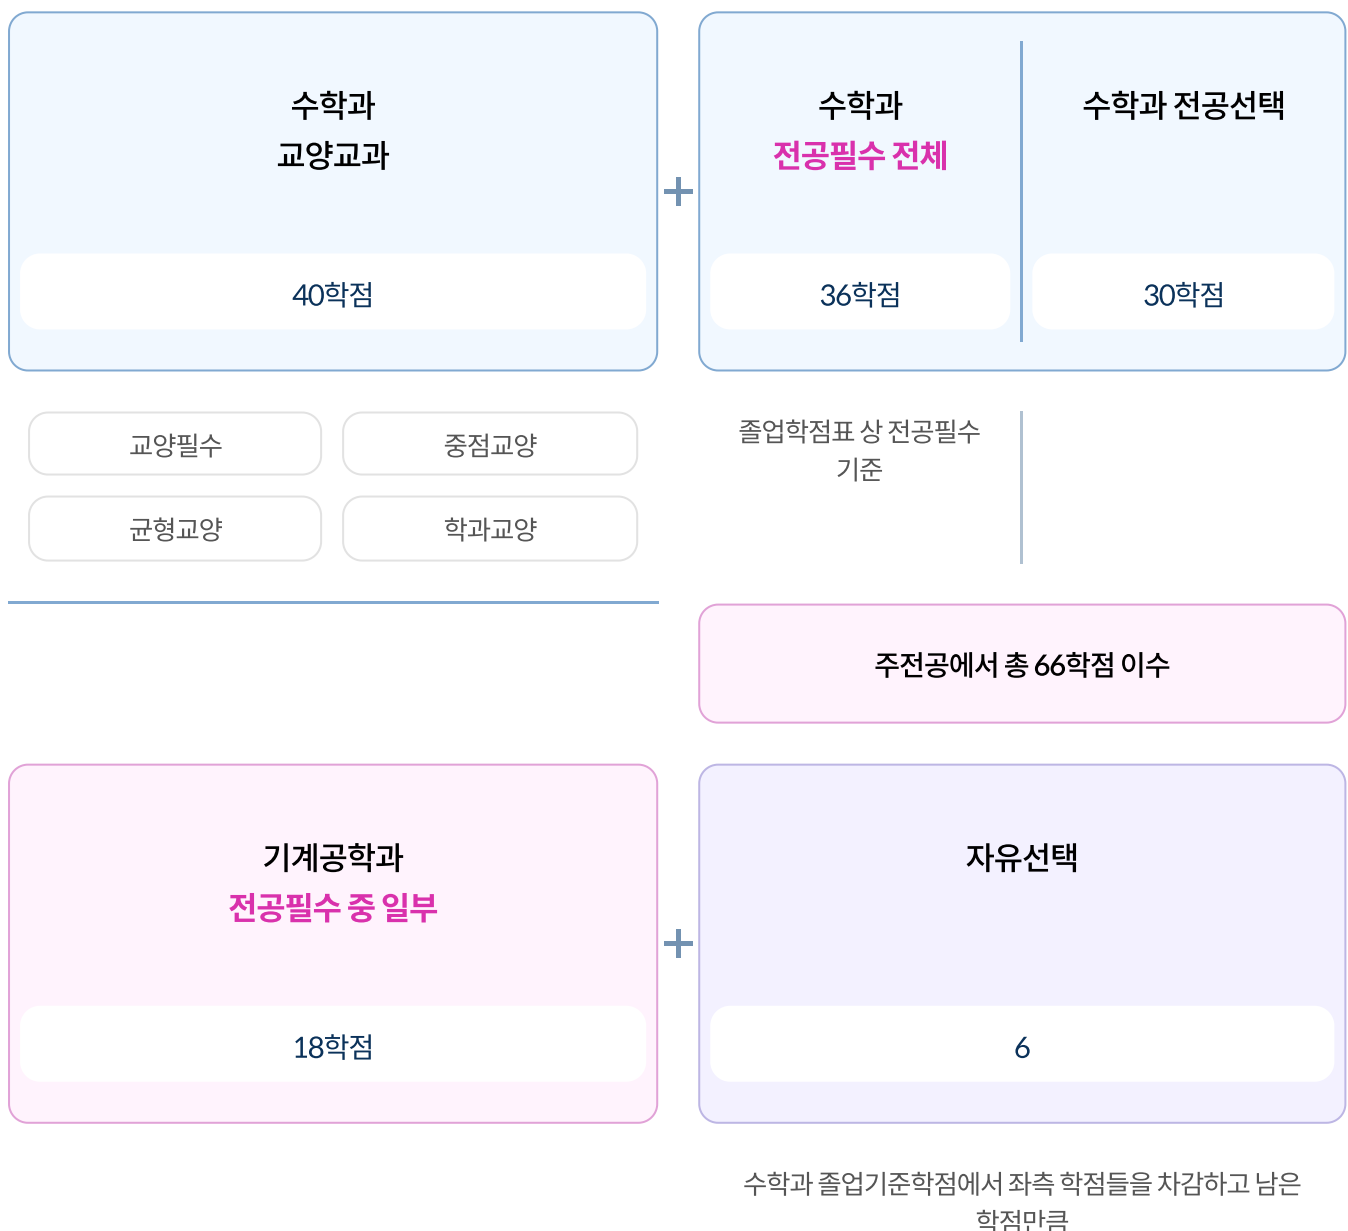 수학과
교양교과
40학점
+
수학과
전공필수 전체
36학점
수학과 전공선택
30학점
교양필수
중점교양
균형교양
학과교양
졸업학점표 상 전공필수
기준
주전공에서 총 66학점 이수
기계공학과
전공필수 중 일부
18학점
+
자유선택
6
수학과 졸업기준학점에서 좌측 학점들을 차감하고 남은
학점만큼